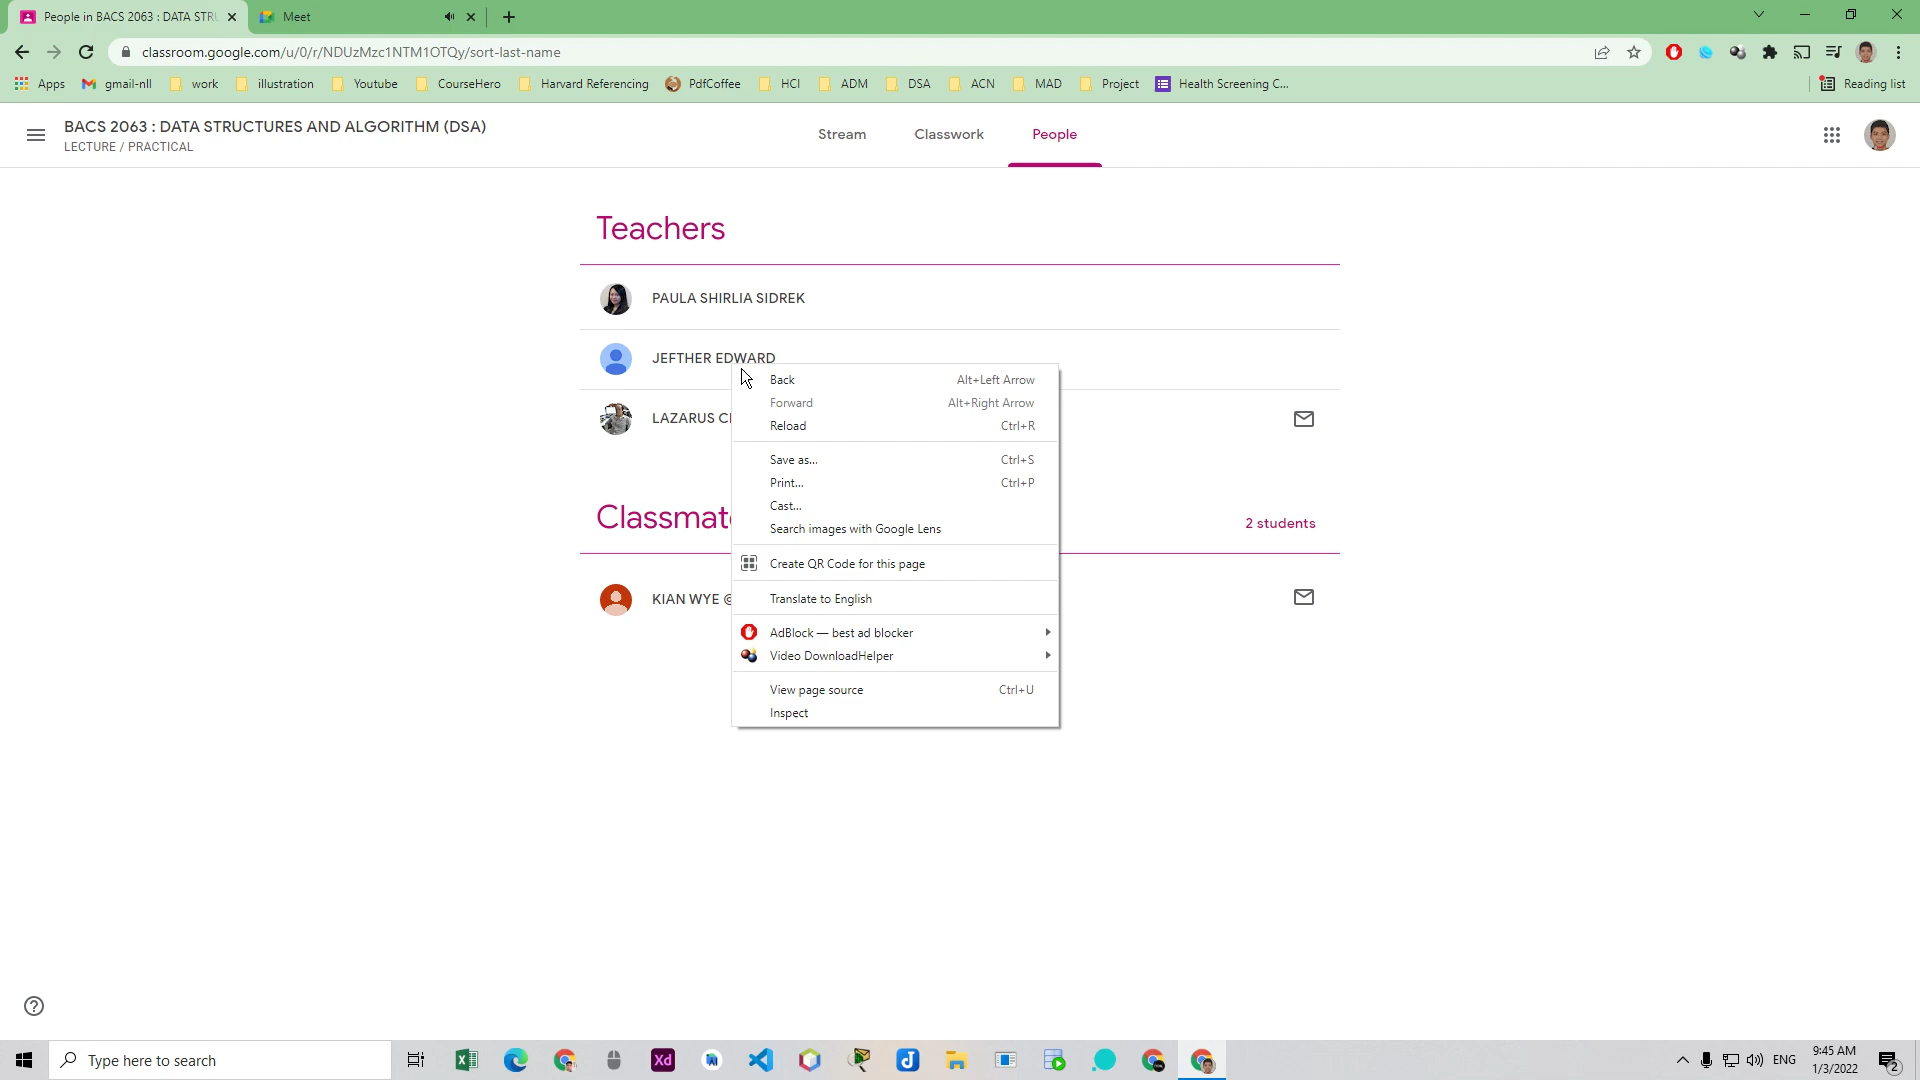 People in BACS 2063 : DATA STRU
Meet
classroom.google.com/u/0/r/NDUzMzc1NTM1OTQy/sort-last-name
Apps gmail-nll work illustration Youtube CourseHero Harvard Referencing PdfCoffee HCI ADM DSA ACN MAD Project Health Screening C... Reading list
BACS 2063 : DATA STRUCTURES AND ALGORITHM (DSA)
LECTURE / PRACTICAL
Stream Classwork People
Teachers
PAULA SHIRLIA SIDREK
JEFTHER EDWARD
LAZARUS
Classmat
2 students
KIAN WYE @
Back Alt+Left Arrow
Forward Alt+Right Arrow
Reload Ctrl+R
Save as... Ctrl+S
Print... Ctrl+P
Cast...
Search images with Google Lens
Create QR Code for this page
Translate to English
AdBlock — best ad blocker
Video DownloadHelper
View page source Ctrl+U
Inspect
Type here to search
Xd
ENG
9:45 AM
1/3/2022
2